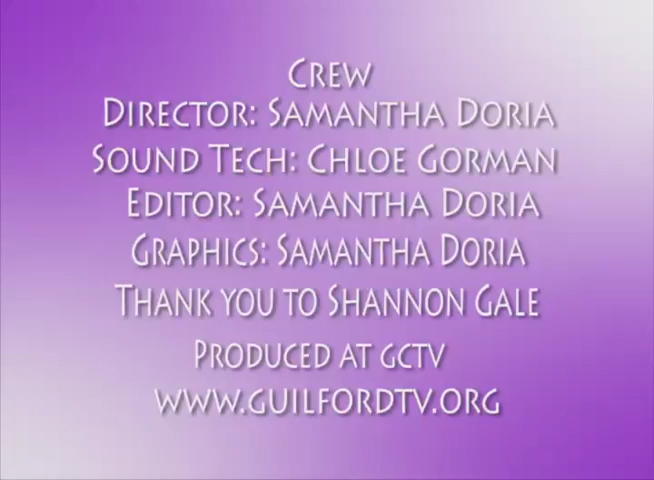 Crew
Director: Samantha Doria
Sound Tech: Chloe Gorman
Editor: Samantha Doria
Graphics: Samantha Doria
Thank you to Shannon Gale
Produced at GCTV
www.guilfordtv.org